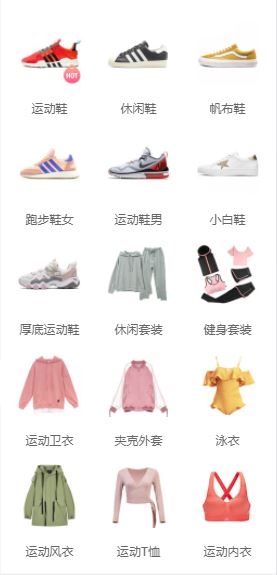 HOT
运动鞋 休闲鞋 帆布鞋
跑步鞋女 运动鞋男 小白鞋
厚底运动鞋 休闲套装 健身套装
运动卫衣 夹克外套 泳衣
运动风衣 运动T恤 运动内衣